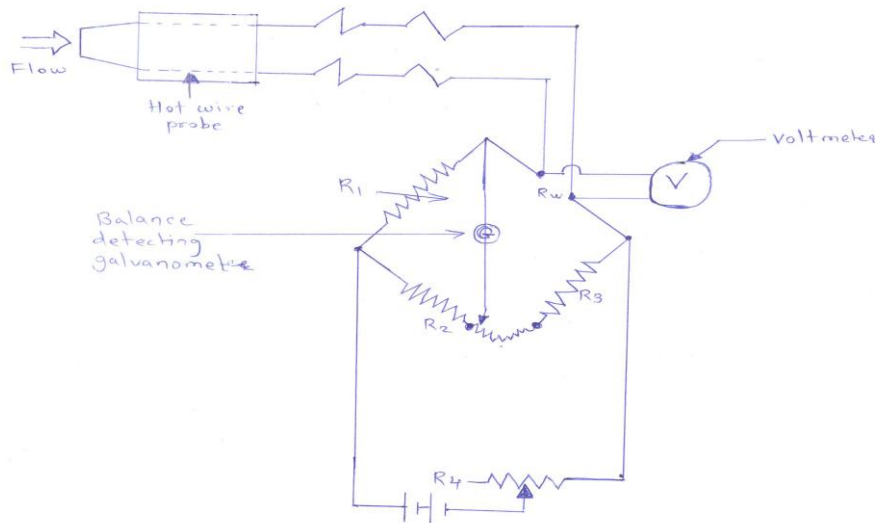 Flow
Hot wire
probe
Voltmeter
V
R1
Rw
Balance
detecting
galvanometer
G
R2
R3
R4